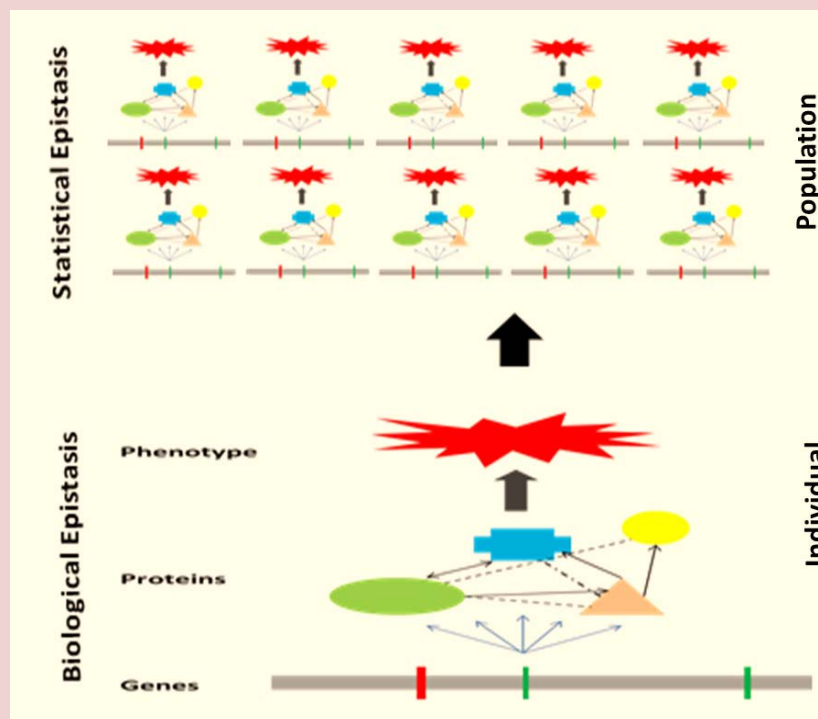 Statistical Epistasis
Population
Biological Epistasis
Individual
Phenotype
Proteins
Genes